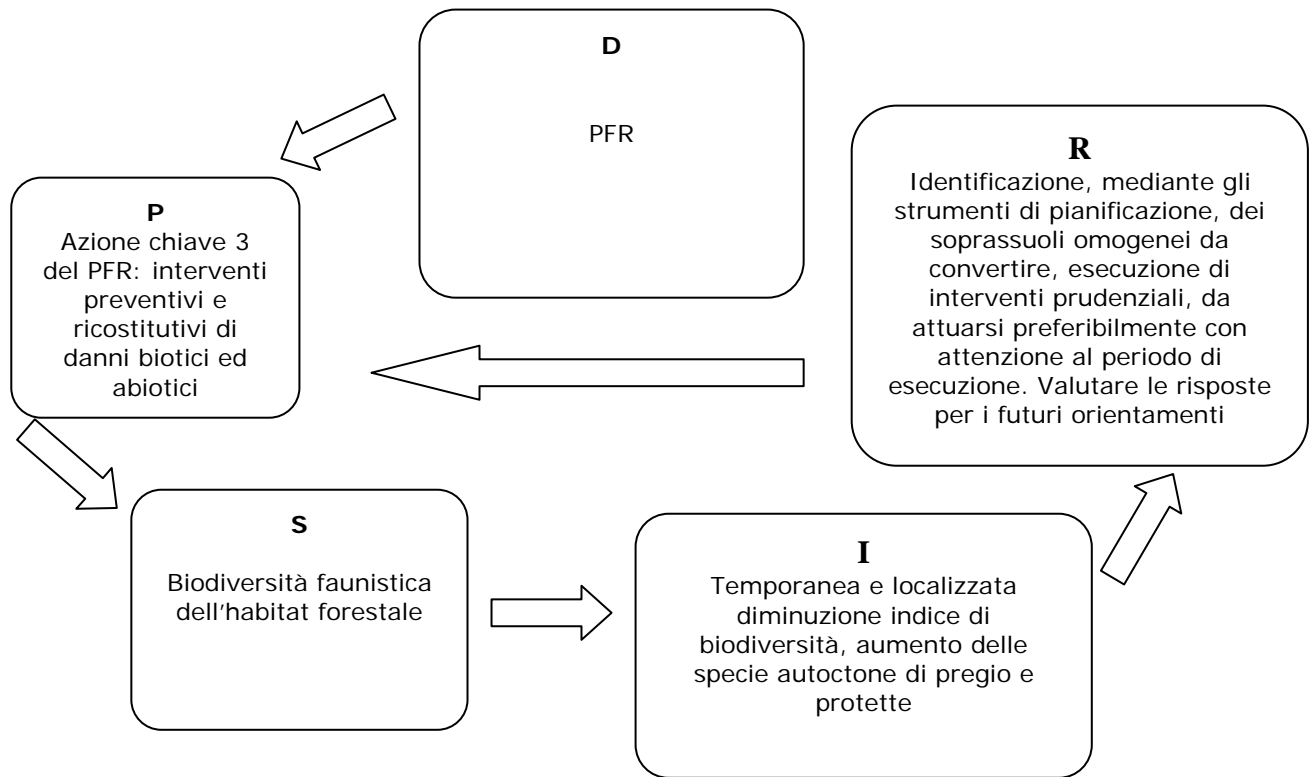 D
PFR
P
Azione chiave 3
del PFR: interventi
preventivi e
ricostitutivi di
danni biotici ed
abiotici
S
Biodiversità faunistica
dell'habitat forestale
I
Temporanea e localizzata
diminuzione indice di
biodiversità, aumento delle
specie autoctone di pregio e
protette
R
Identificazione, mediante gli
strumenti di pianificazione, dei
soprassuoli omogenei da
convertire, esecuzione di
interventi prudenziali, da
attuarsi preferibilmente con
attenzione al periodo di
esecuzione. Valutare le risposte
per i futuri orientamenti